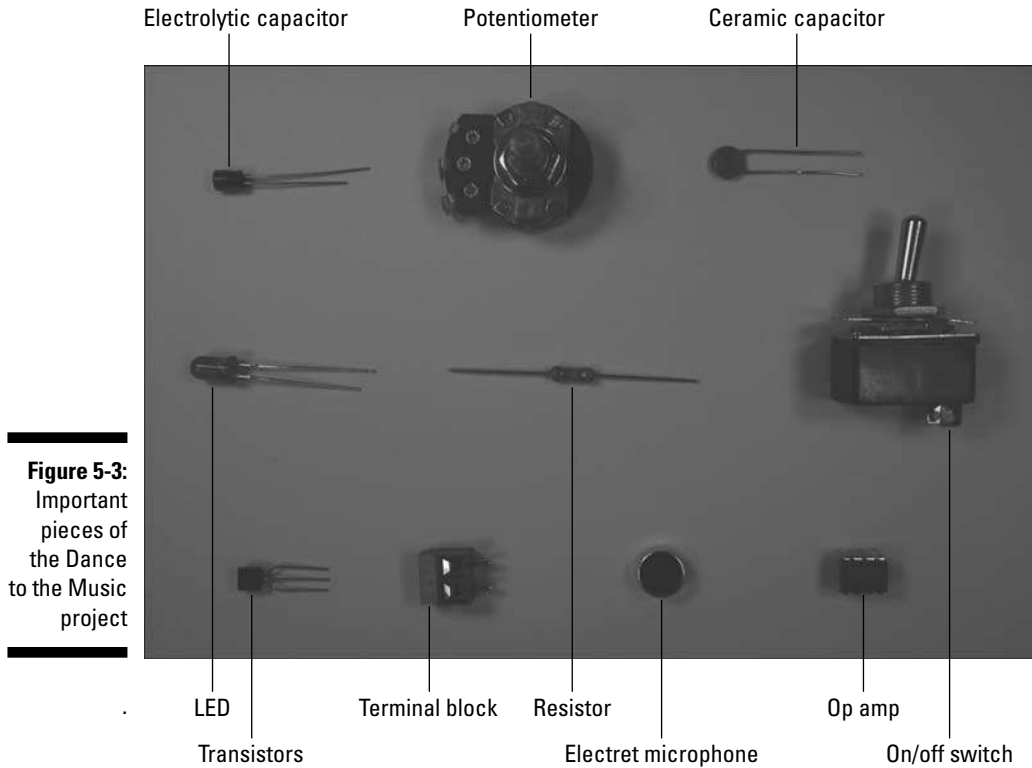 Electrolytic capacitor
Potentiometer
Ceramic capacitor
Figure 5-3:
Important
pieces of
the Dance
to the Music
project
.
LED
Terminal block
Resistor
Op amp
Transistors
Electret microphone
On/off switch